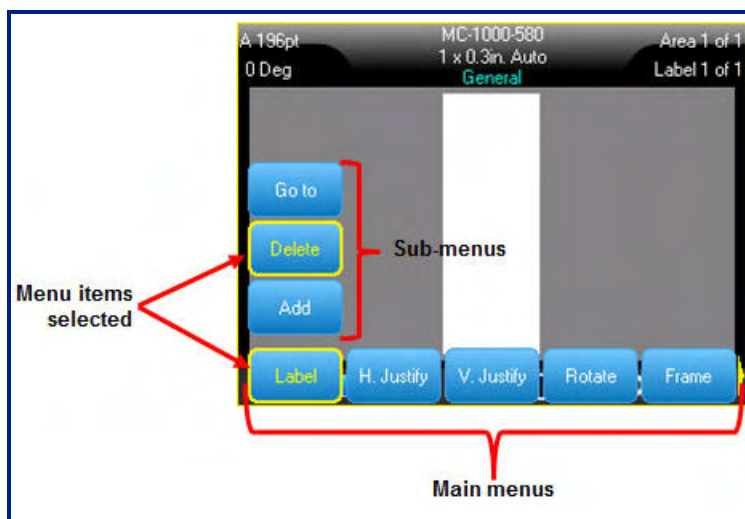 A 196pt
MC-1000-580
Area 1 of 1
1 x 0.3in. Auto
0 Deg
General
Label 1 of 1
Go to
Delete
Sub-menus
Menu items
selected
Add
Label
H. Justify
V. Justify
Rotate
Frame
Main menus